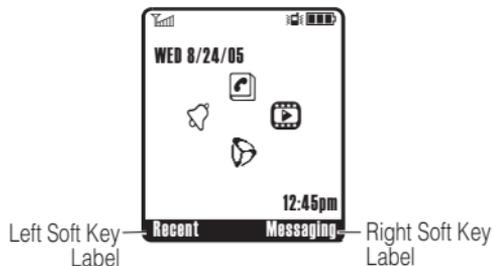 WED 8/24/05
12:45pm
Recent Messaging
Left Soft Key Label
Right Soft Key Label